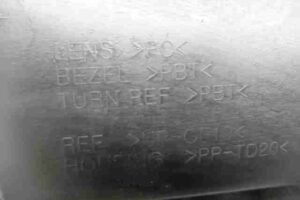 LENS >PC<
BEZEL >PBT<
TURN REF >PBT<
REF
HOUSING >PP-TD20<